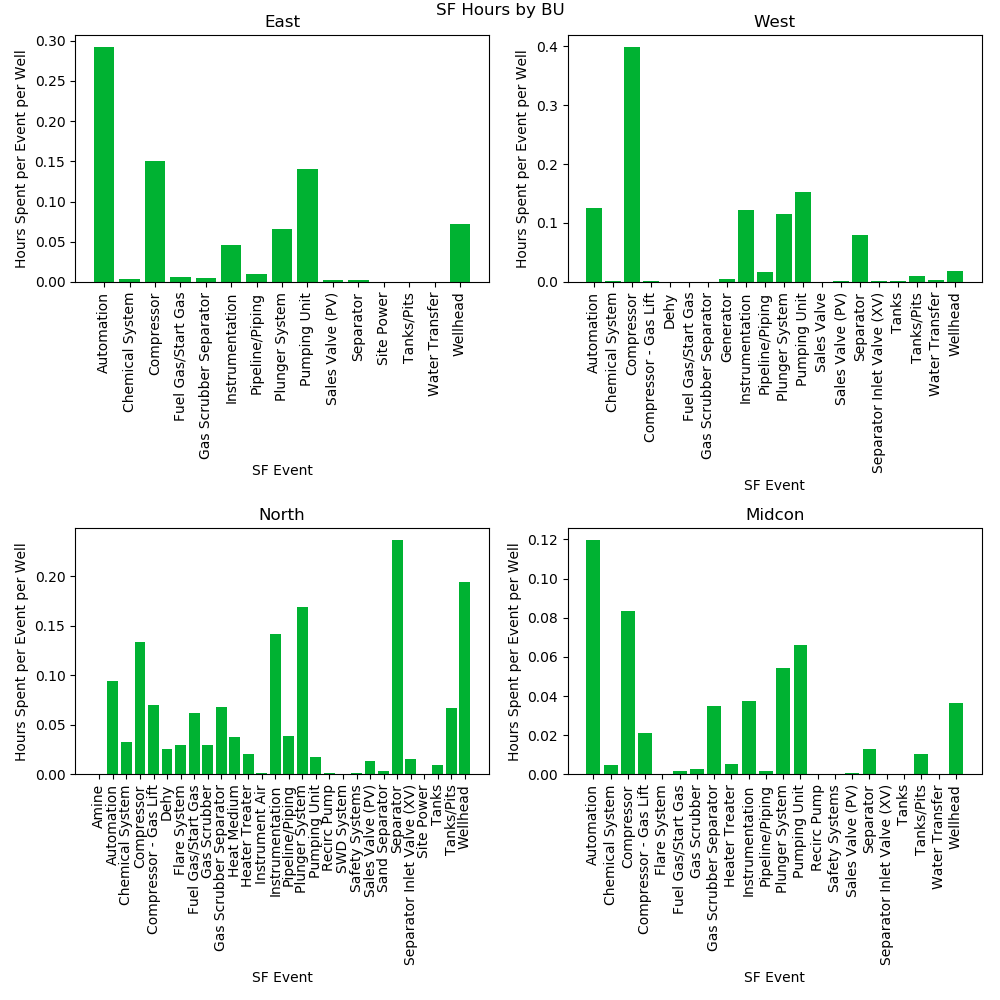 SF Hours by BU
East
Hours Spent per Event per Well
0.30
0.25
0.20
0.15
0.10
0.05
0.00
Automation
Chemical System
Compressor
Fuel Gas/Start Gas
Gas Scrubber Separator
Instrumentation
Pipeline/Piping
Plunger System
Pumping Unit
Sales Valve (PV)
Separator
Site Power
Tanks/Pits
Water Transfer
Wellhead
SF Event
West
Hours Spent per Event per Well
0.4
0.3
0.2
0.1
0.0
Automation
Chemical System
Compressor
Compressor - Gas Lift
Dehy
Fuel Gas/Start Gas
Gas Scrubber Separator
Generator
Instrumentation
Pipeline/Piping
Plunger System
Pumping Unit
Sales Valve
Sales Valve (PV)
Separator
Separator Inlet Valve (XV)
Tanks
Tanks/Pits
Water Transfer
Wellhead
SF Event
North
Hours Spent per Event per Well
0.20
0.15
0.10
0.05
0.00
Amine
Automation
Chemical System
Compressor
Compressor - Gas Lift
Dehy
Flare System
Fuel Gas/Start Gas
Gas Scrubber
Gas Scrubber Separator
Heat Medium
Heater Treater
Instrument Air
Instrumentation
Pipeline/Piping
Plunger System
Pumping Unit
Recirc Pump
SWD System
Safety Systems
Sales Valve (PV)
Sand Separator
Separator
Separator Inlet Valve (XV)
Site Power
Tanks
Tanks/Pits
Wellhead
SF Event
Midcon
Hours Spent per Event per Well
0.12
0.10
0.08
0.06
0.04
0.02
0.00
Automation
Chemical System
Compressor
Compressor - Gas Lift
Flare System
Fuel Gas/Start Gas
Gas Scrubber
Gas Scrubber Separator
Heater Treater
Instrumentation
Pipeline/Piping
Plunger System
Pumping Unit
Recirc Pump
Safety Systems
Sales Valve (PV)
Separator
Separator Inlet Valve (XV)
Tanks
Tanks/Pits
Water Transfer
Wellhead
SF Event